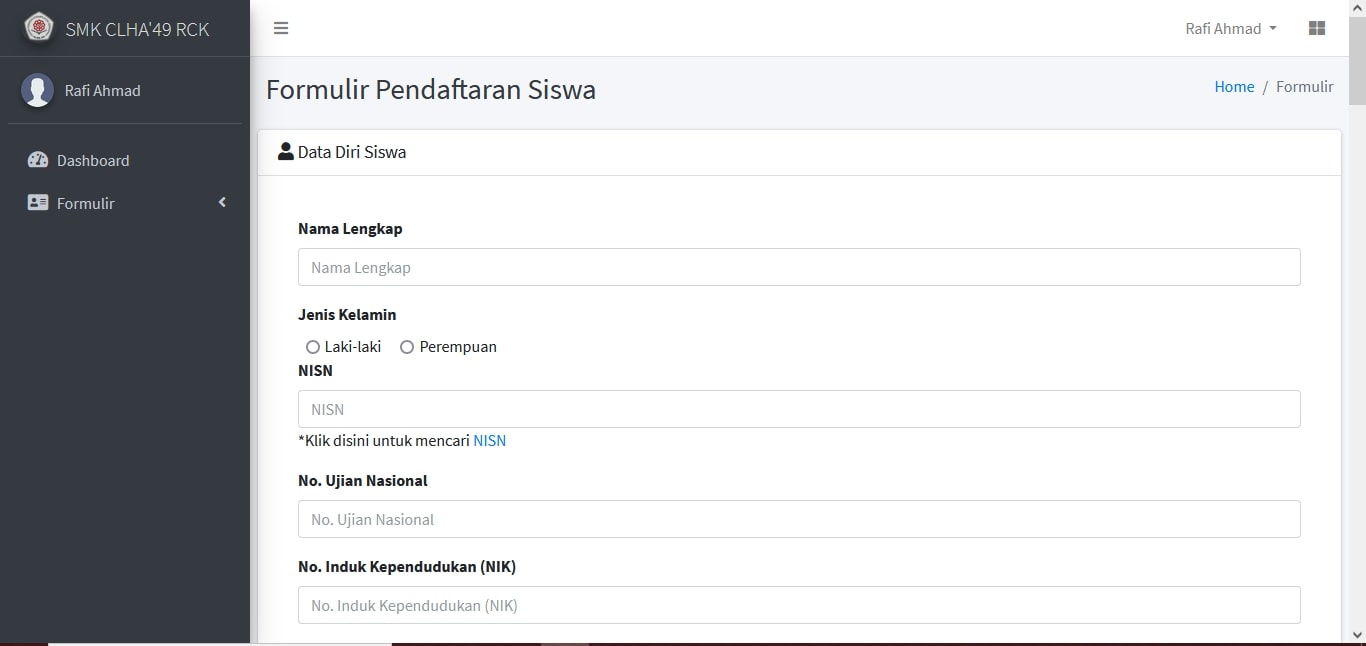 SMK CLHA'49 RCK
Rafi Ahmad
Rafi Ahmad
Dashboard
Formulir
Formulir Pendaftaran Siswa
Home / Formulir
Data Diri Siswa
Nama Lengkap
Nama Lengkap
Jenis Kelamin
Laki-laki Perempuan
NISN
NISN
*Klik disini untuk mencari NISN
No. Ujian Nasional
No. Ujian Nasional
No. Induk Kependudukan (NIK)
No. Induk Kependudukan (NIK)